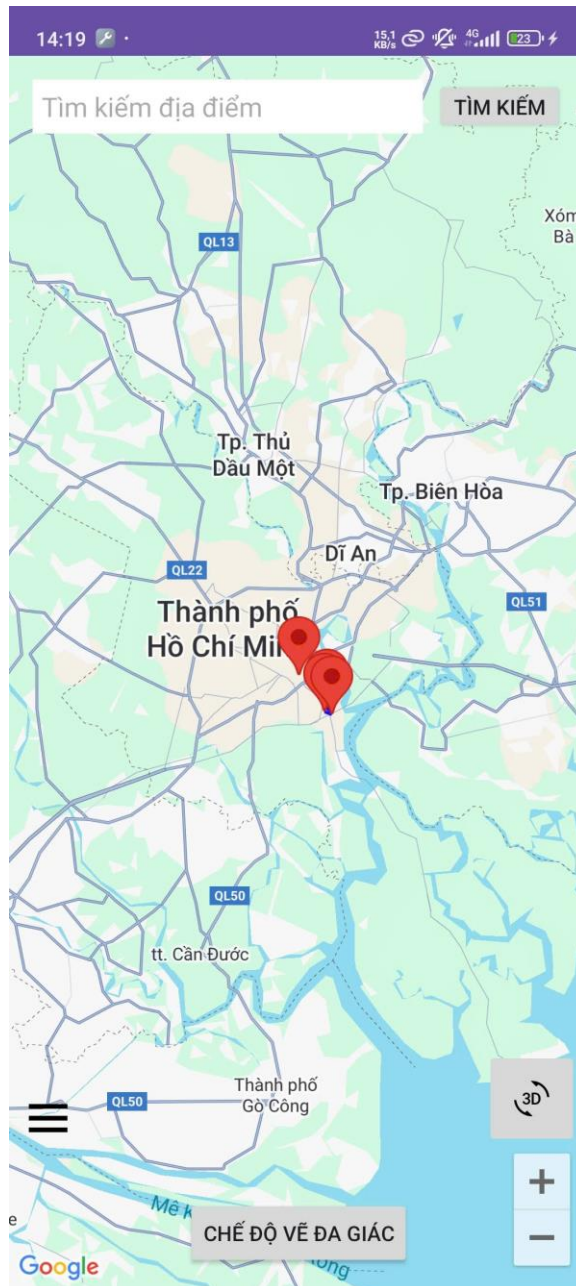 14:19
15,1
KB/s
4G
23
Tìm kiếm địa điểm
TÌM KIẾM
Xóm
Bà
QL13
Tp. Thủ
Dầu Một
Tp. Biên Hòa
Dĩ An
QL22
QL51
Thành phố
Hồ Chí Min
QL50
tt. Cần Đước
Thành phố
Gò Công
QL50
3D
+
Mê K
ông
−
e
CHẾ ĐỘ VẼ ĐA GIÁC
Google